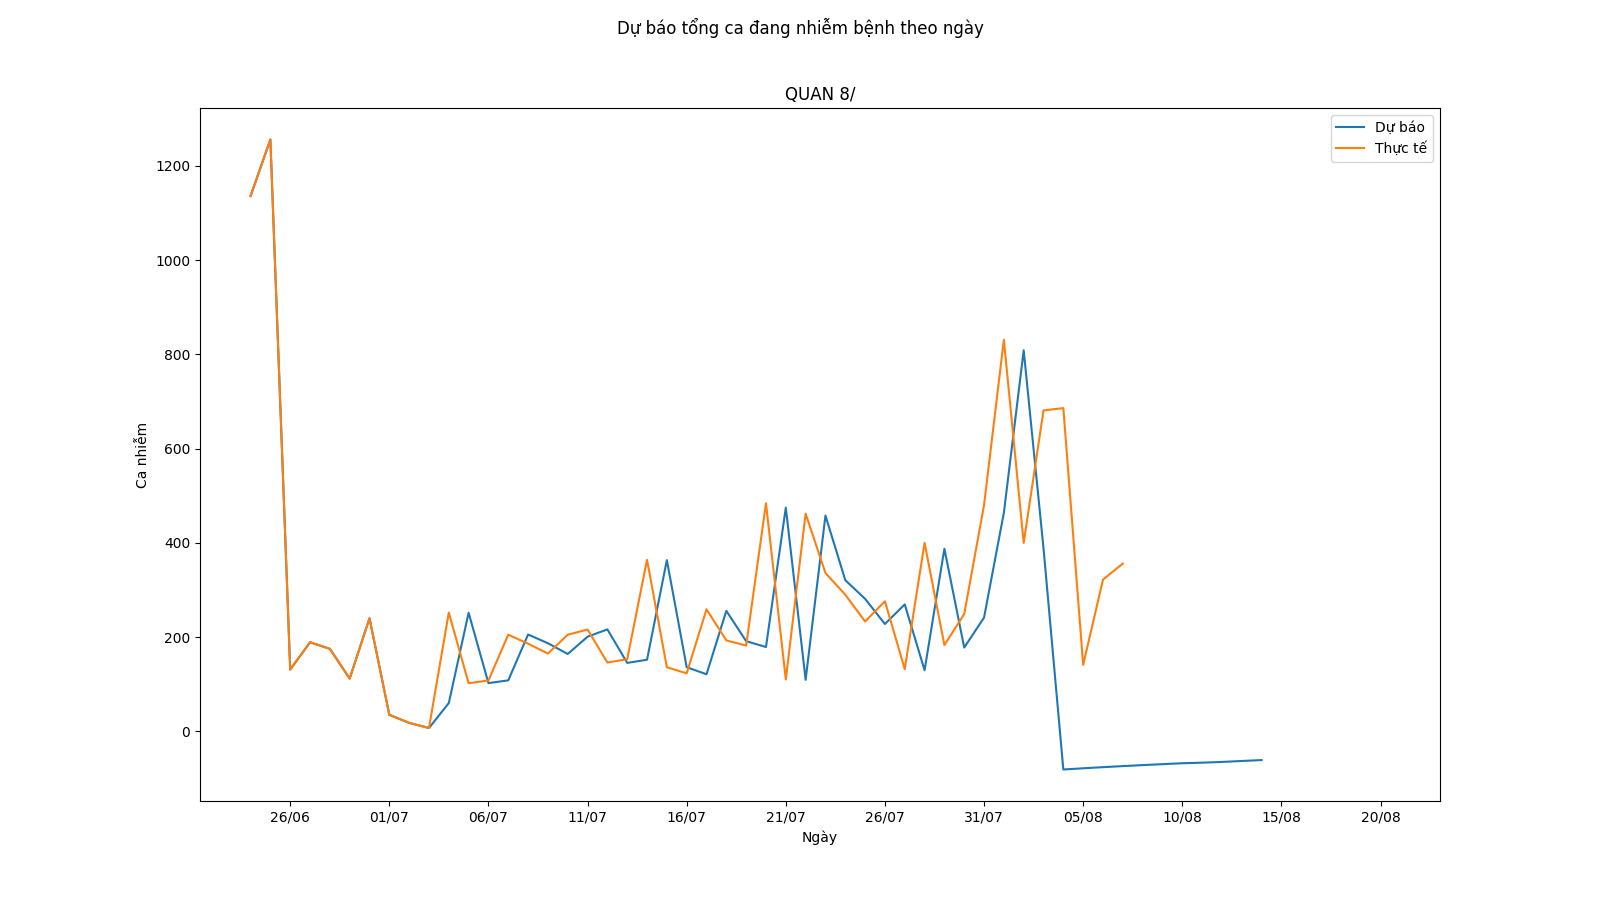 Dự báo tổng ca đang nhiễm bệnh theo ngày
QUAN 8/
Dự báo
Thực tế
1200
1000
800
600
400
200
0
Ca nhiễm
26/06 01/07 06/07 11/07 16/07 21/07 26/07 31/07 05/08 10/08 15/08 20/08
Ngày